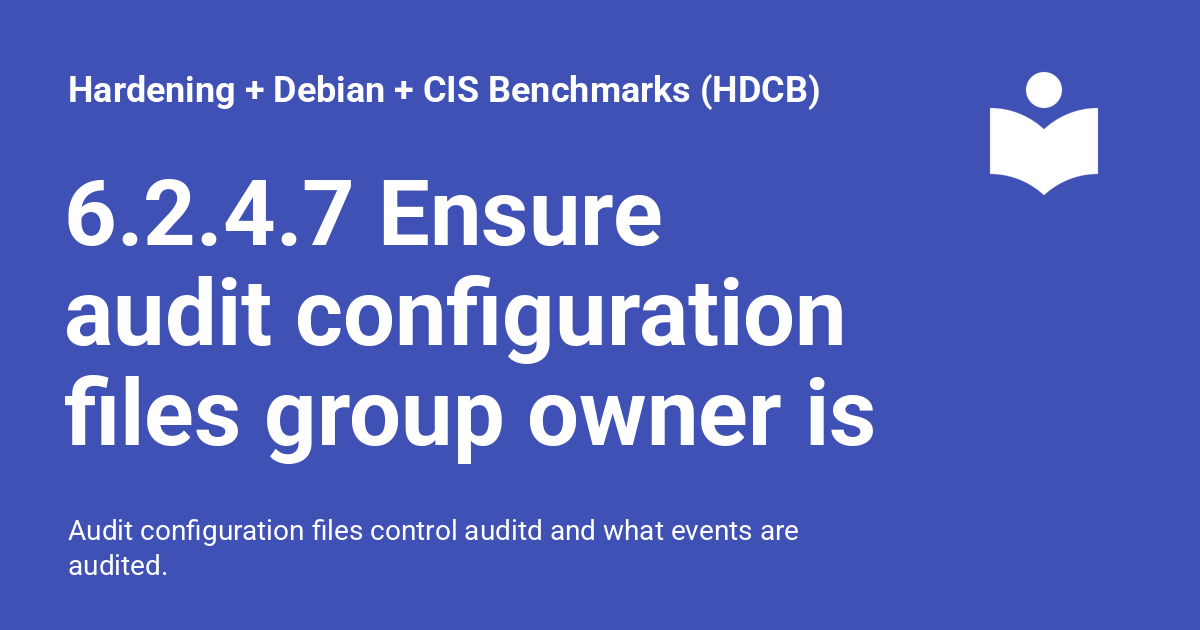 Hardening + Debian + CIS Benchmarks (HDCB)
6.2.4.7 Ensure
audit configuration
files group owner is
Audit configuration files control auditd and what events are
audited.